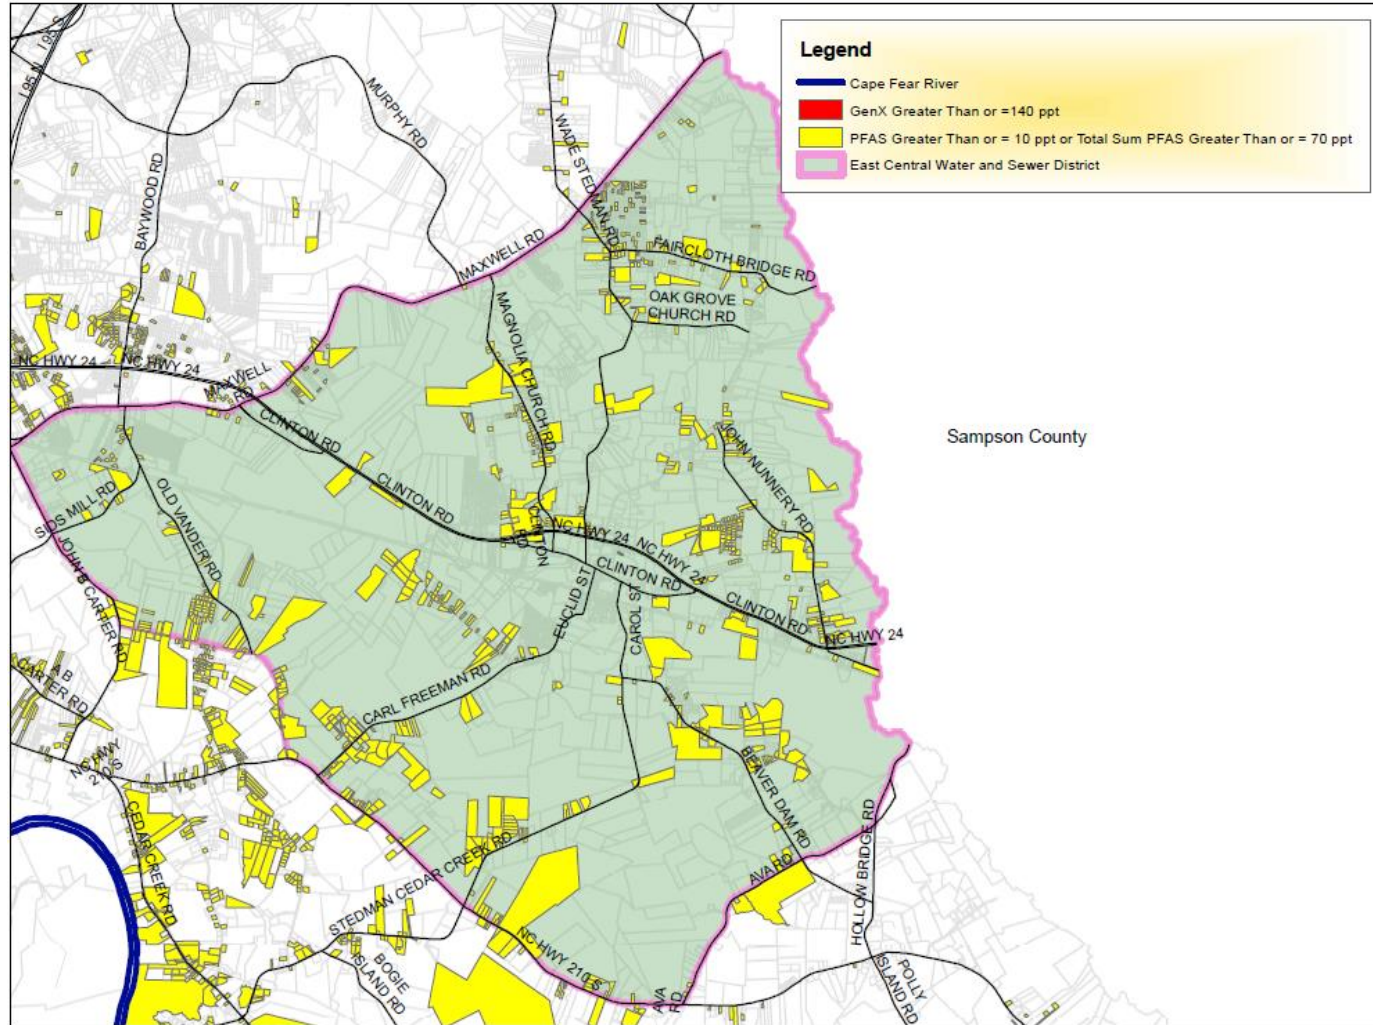 Legend
Cape Fear River
GenX Greater Than or =140 ppt
PFAS Greater Than or = 10 ppt or Total Sum PFAS Greater Than or = 70 ppt
East Central Water and Sewer District
I 95 N
I 95 S
MURPHY RD
WADE STEDMAN RD
BAYWOOD RD
MAXWELL RD
FAIRCLOTH BRIDGE RD
OAK GROVE
CHURCH RD
MAGNOLIA CHURCH RD
NC HWY 24
NC HWY 24
MAXWELL
RD
CLINTON RD
Sampson County
JOHN NUNNERY RD
CLINTON RD
SIDS MILL RD
OLD VANDER RD
CLINTON
RD
NC HWY 24
NC HWY 24
CLINTON RD
JOHN B CARTER RD
EUCLID ST
CAROL ST
CLINTON RD
NC HWY 24
A B
CARTER RD
CARL FREEMAN RD
NC HWY
210 S
BEAVER DAM RD
CEDAR CREEK RD
STEDMAN CEDAR CREEK RD
AVA RD
HOLLOW BRIDGE RD
NC HWY 210 S
BOGIE
ISLAND RD
AVA
RD
POLLY
ISLAND RD